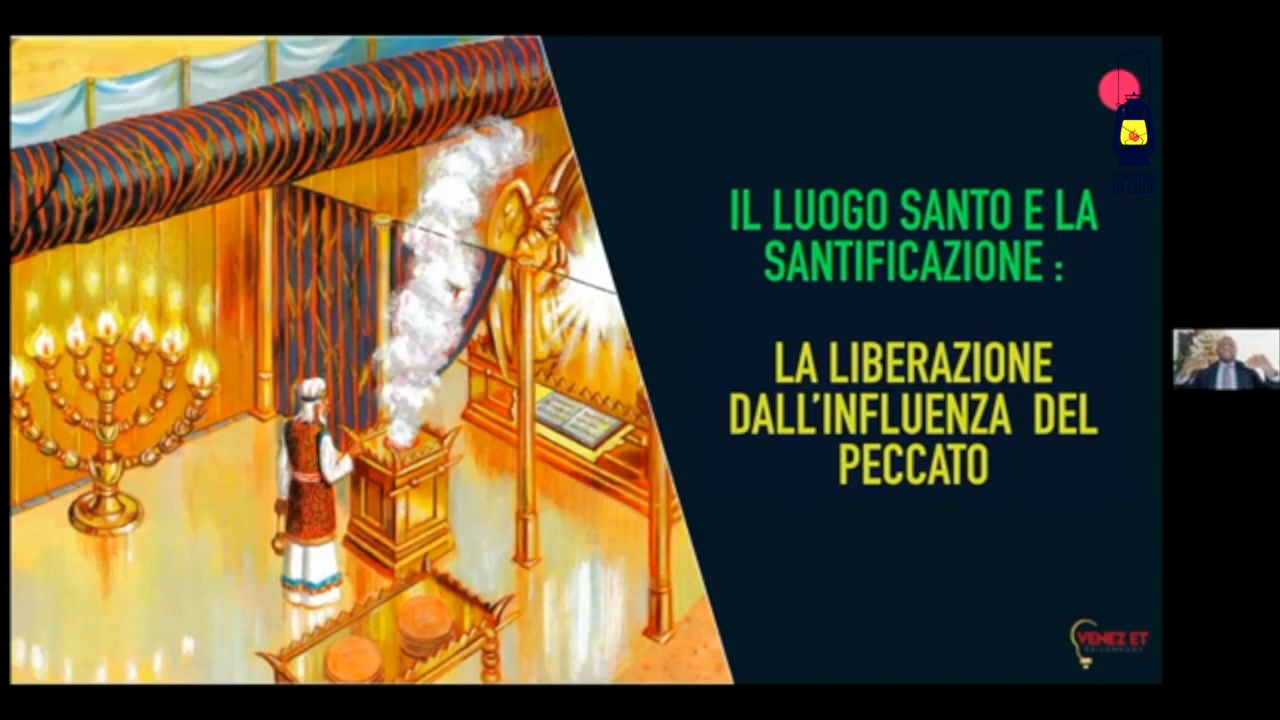 IL LUOGO SANTO E LA
SANTIFICAZIONE :
LA LIBERAZIONE
DALL'INFLUENZA DEL
PECCATO
VENEZ ET